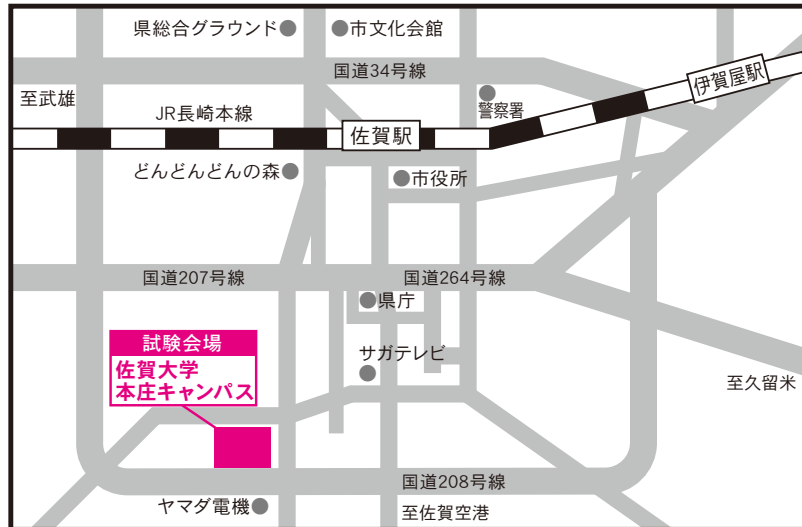 県総合グラウンド
市文化会館
国道34号線
伊賀屋駅
至武雄
警察署
JR長崎本線
佐賀駅
どんどんどんの森
市役所
国道207号線
国道264号線
県庁
試験会場
佐賀大学
本庄キャンパス
サガテレビ
至久留米
国道208号線
ヤマダ電機
至佐賀空港